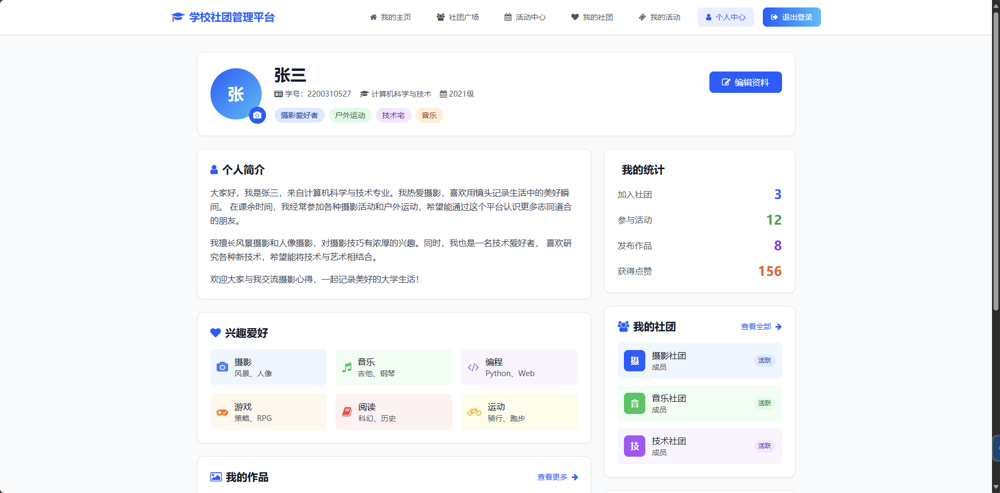 学校社团管理平台
我的主页
社团广场
活动中心
我的社团
我的活动
个人中心
退出登录
张
张三
学号：2200310527 计算机科学与技术 2021级
摄影爱好者 户外运动 技术宅 音乐
编辑资料
个人简介
大家好，我是张三，来自计算机科学与技术专业。我热爱摄影，喜欢用镜头记录生活中的美好瞬
间。 在课余时间，我经常参加各种摄影活动和户外运动，希望能通过这个平台认识更多志同道合
的朋友。
我擅长风景摄影和人像摄影，对摄影技巧有浓厚的兴趣。同时，我也是一名技术爱好者， 喜欢研
究各种新技术，希望能将技术与艺术相结合。
欢迎大家与我交流摄影心得，一起记录美好的大学生活！
兴趣爱好
摄影
风景、人像
音乐
吉他、钢琴
编程
Python、Web
游戏
策略、RPG
阅读
科幻、历史
运动
骑行、跑步
我的作品
查看更多
我的统计
加入社团 3
参与活动 12
发布作品 8
获得点赞 156
我的社团
查看全部
摄
摄影社团
成员
活跃
音
音乐社团
成员
活跃
技
技术社团
成员
活跃